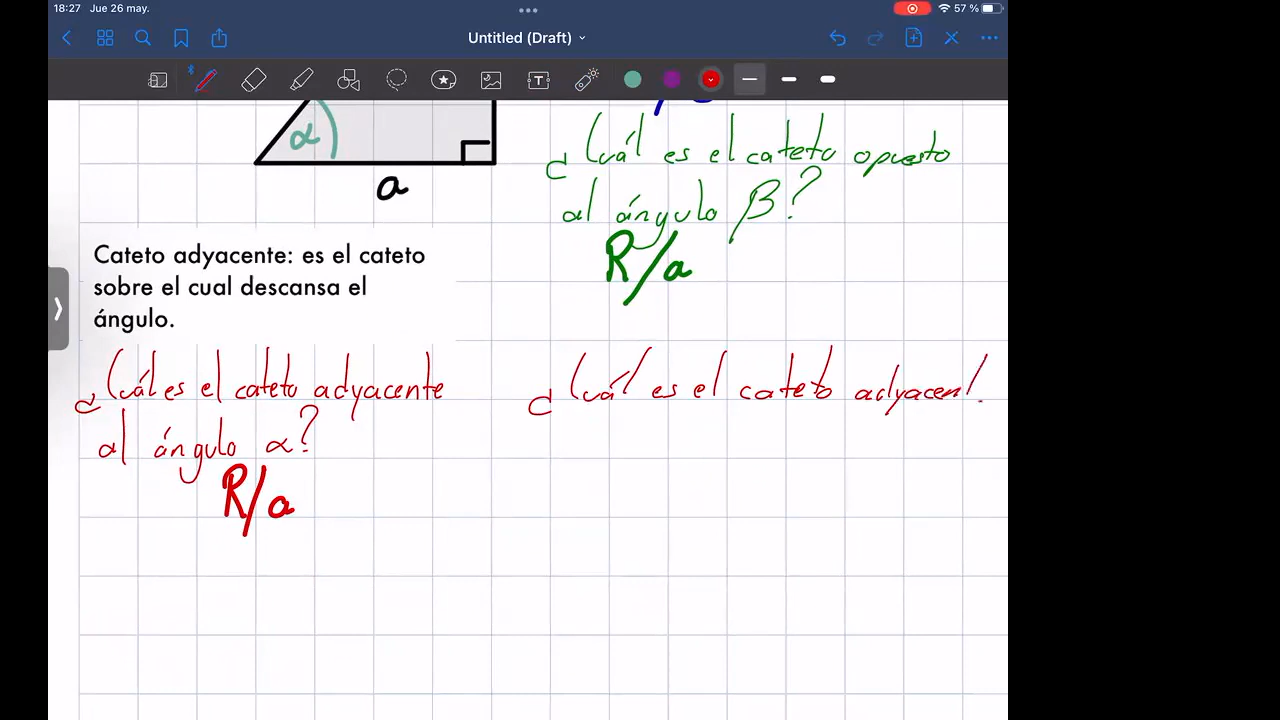 18:27 Jue 26 may.
57 %
Untitled (Draft)
α
a
¿Cuál es el cateto opuesto
al ángulo β?
R/a
Cateto adyacente: es el cateto
sobre el cual descansa el
ángulo.
¿Cuál es el cateto adyacente
al ángulo α?
R/a
¿Cuál es el cateto adyacent